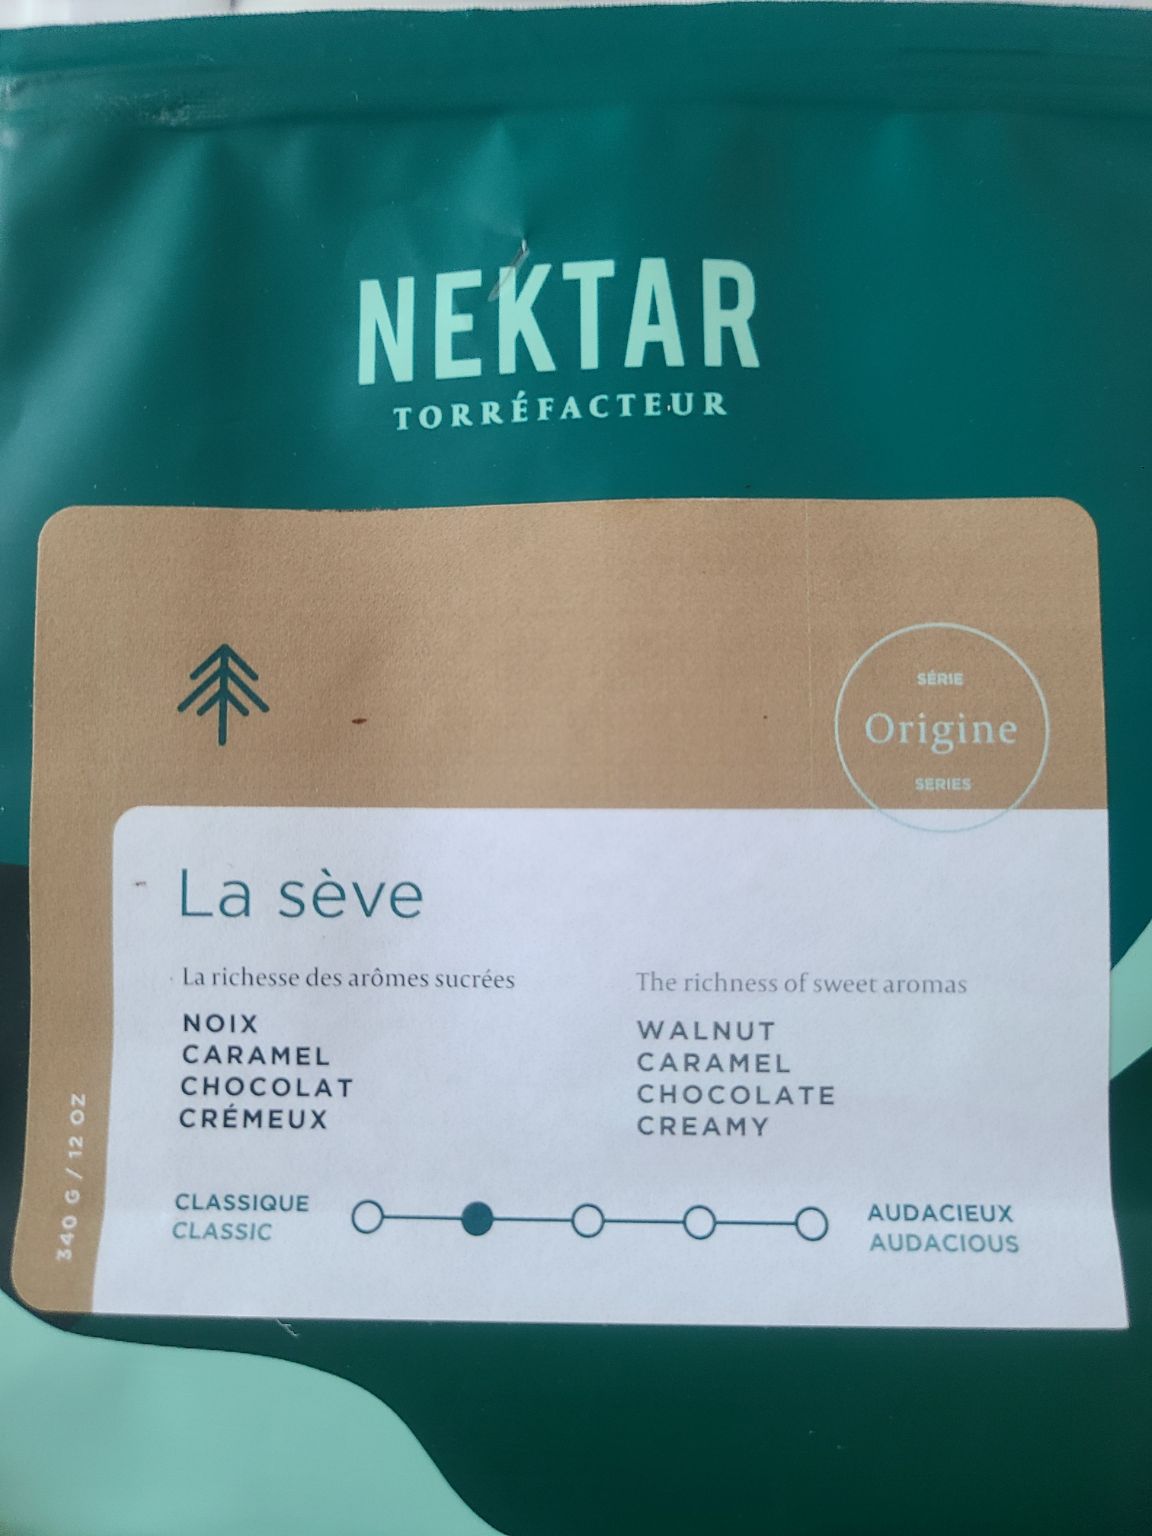 NEKTAR
TORRÉFACTEUR
SÉRIE
Origine
SERIES
La sève
La richesse des arômes sucrées
NOIX
CARAMEL
CHOCOLAT
CRÉMEUX
The richness of sweet aromas
WALNUT
CARAMEL
CHOCOLATE
CREAMY
340 G / 12 OZ
CLASSIQUE
CLASSIC
AUDACIEUX
AUDACIOUS